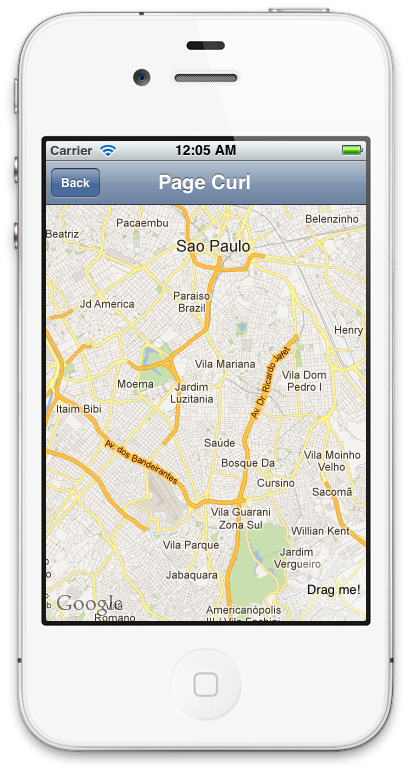 Carrier
12:05 AM
Back
Page Curl
Belenzinho
Pacaembu
Beatriz
Sao Paulo
Jd America
Paraiso
Brazil
Henry
Vila Mariana
Av. Dr. Ricardo Jafet
Vila Dom
Pedro I
Moema
Jardim
Luzitania
Itaim Bibi
Av. dos Bandeirantes
Saúde
Bosque Da
Vila Moinho
Velho
Cursino
Sacomã
Vila Guarani
Zona Sul
Willian Kent
Vila Parque
Jardim
Vergueiro
Jabaquara
Drag me!
Google
Americanópolis
Romano